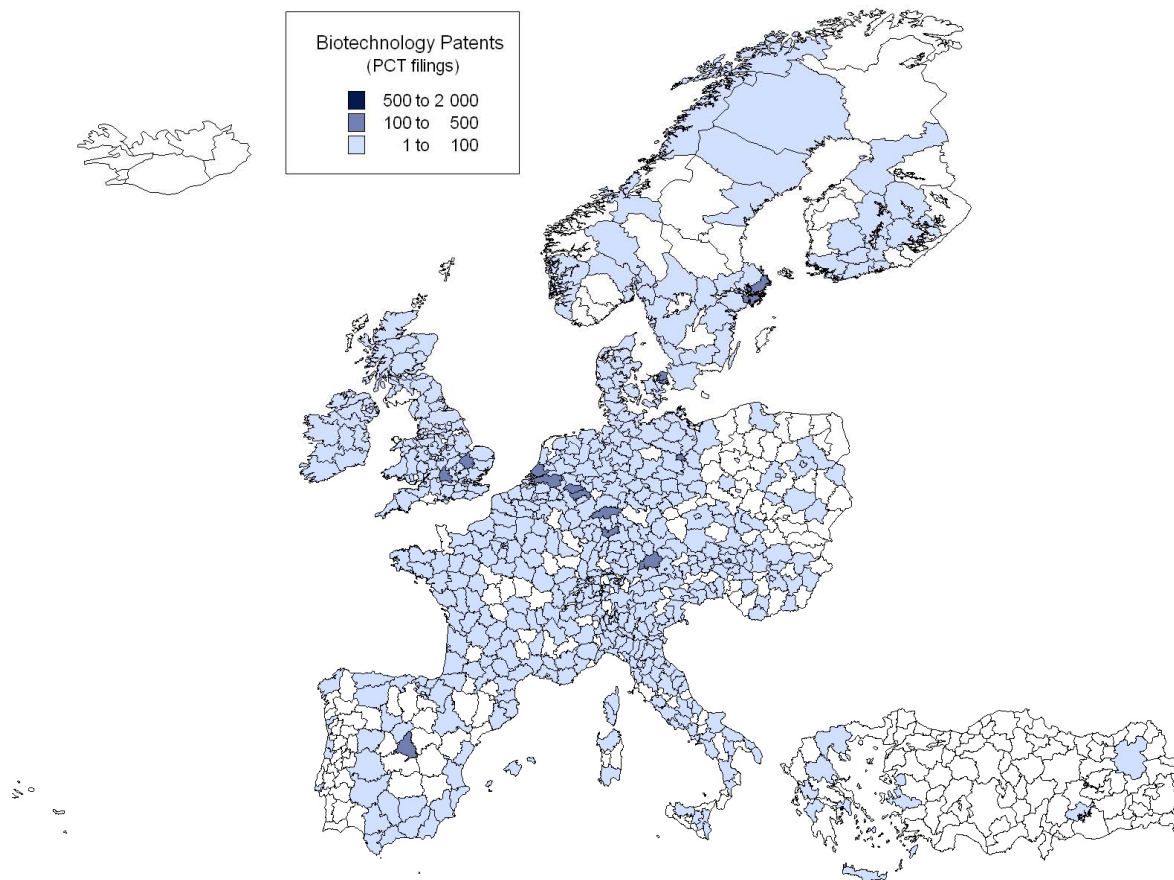 Biotechnology Patents
(PCT filings)
500 to 2 000
100 to 500
1 to 100